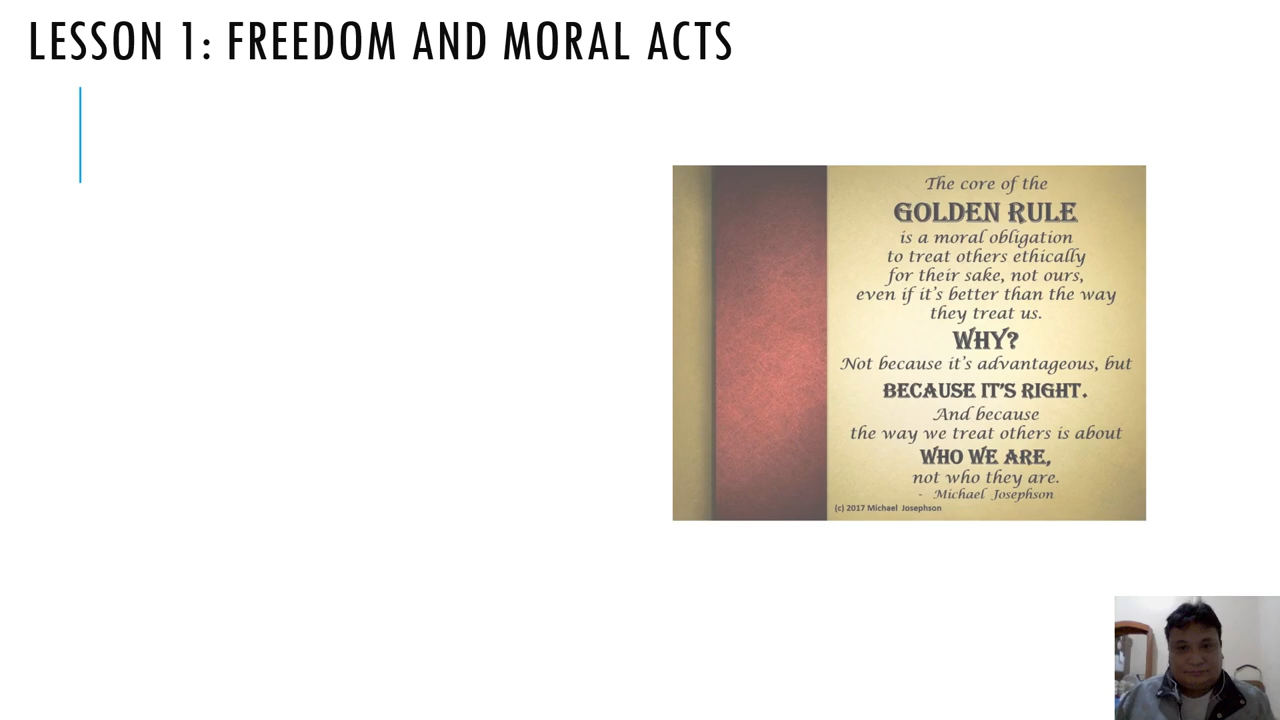 LESSON 1: FREEDOM AND MORAL ACTS
The core of the
GOLDEN RULE
is a moral obligation
to treat others ethically
for their sake, not ours,
even if it's better than the way
they treat us.
WHY?
Not because it's advantageous, but
BECAUSE IT'S RIGHT.
And because
the way we treat others is about
WHO WE ARE,
not who they are.
- Michael Josephson
(c) 2017 Michael Josephson